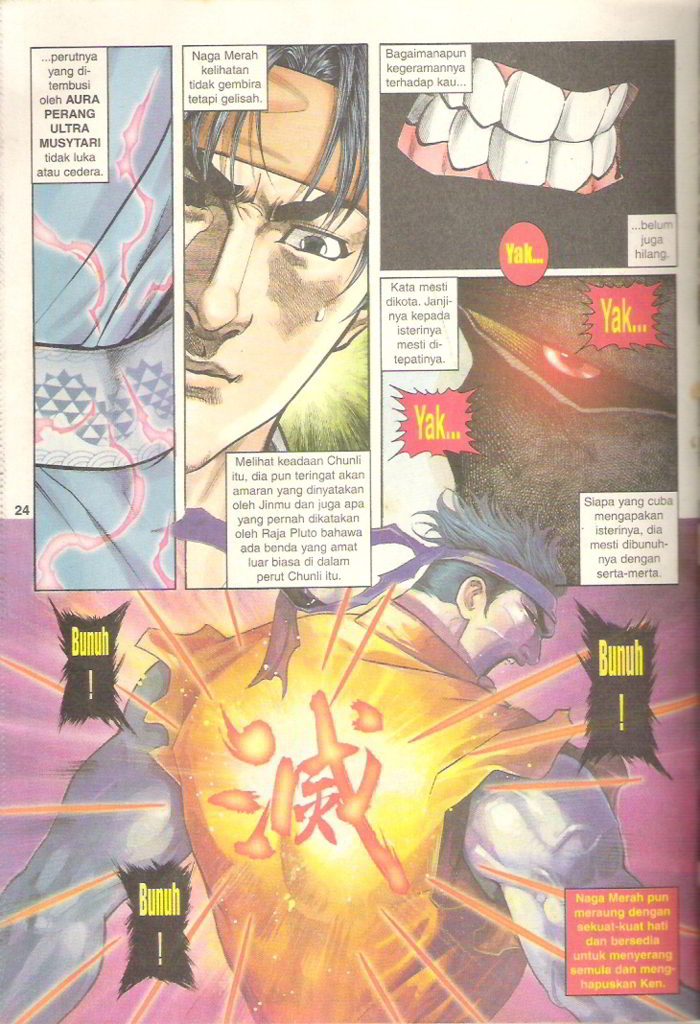 ...perutnya
yang di-
tembusi
oleh AURA
PERANG
ULTRA
MUSYTARI
tidak luka
atau cedera.
Naga Merah
kelihatan
tidak gembira
tetapi gelisah.
Melihat keadaan Chunli
itu, dia pun teringat akan
amaran yang dinyatakan
oleh Jinmu dan juga apa
yang pernah dikatakan
oleh Raja Pluto bahawa
ada benda yang amat
luar biasa di dalam
perut Chunli itu.
Bagaimanapun
kegeramannya
terhadap kau...
...belum
juga
hilang.
Yak...
Kata mesti
dikota. Janji-
nya kepada
isterinya
mesti di-
tepatinya.
Yak...
Yak...
Siapa yang cuba
mengapakan
isterinya, dia
mesti dibunuh-
nya dengan
serta-merta.
24
Bunuh
!
Bunuh
!
滅
Bunuh
!
Naga Merah pun
meraung dengan
sekuat-kuat hati
dan bersedia
untuk menyerang
semula dan meng-
hapuskan Ken.